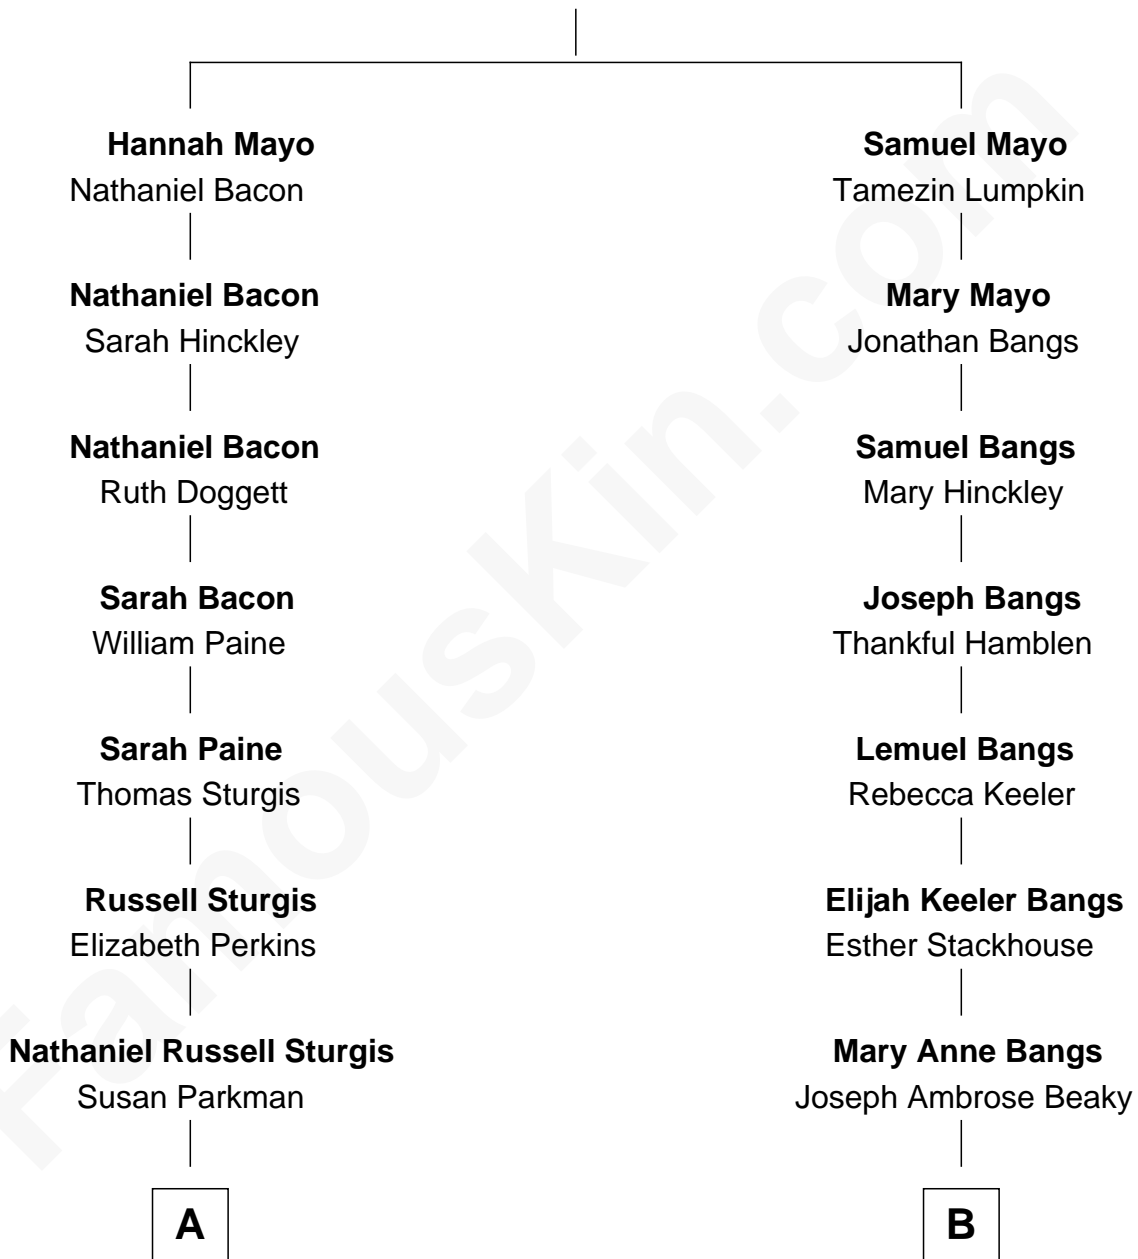 Hannah Mayo
Nathaniel Bacon
Nathaniel Bacon
Sarah Hinckley
Nathaniel Bacon
Ruth Doggett
Sarah Bacon
William Paine
Sarah Paine
Thomas Sturgis
Russell Sturgis
Elizabeth Perkins
Nathaniel Russell Sturgis
Susan Parkman
A
Samuel Mayo
Tamezin Lumpkin
Mary Mayo
Jonathan Bangs
Samuel Bangs
Mary Hinckley
Joseph Bangs
Thankful Hamblen
Lemuel Bangs
Rebecca Keeler
Elijah Keeler Bangs
Esther Stackhouse
Mary Anne Bangs
Joseph Ambrose Beaky
B
FamousKin.com